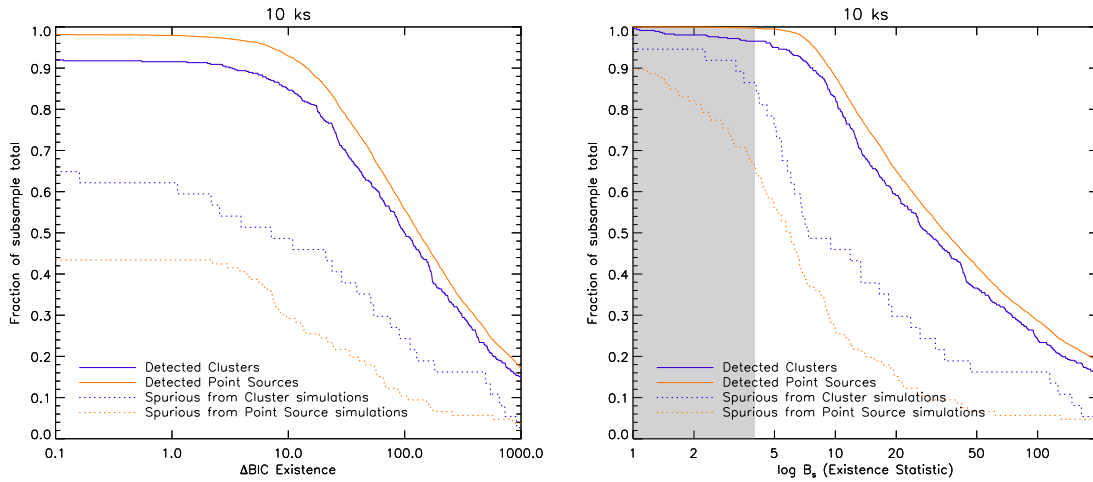 10 ks
Fraction of subsample total
1.0
0.9
0.8
0.7
0.6
0.5
0.4
0.3
0.2
0.1
0.0
Detected Clusters
Detected Point Sources
Spurious from Cluster simulations
Spurious from Point Source simulations
0.1 1.0 10.0 100.0 1000.0
ΔBIC Existence
10 ks
Fraction of subsample total
1.0
0.9
0.8
0.7
0.6
0.5
0.4
0.3
0.2
0.1
0.0
Detected Clusters
Detected Point Sources
Spurious from Cluster simulations
Spurious from Point Source simulations
1 2 5 10 20 50 100
log Bs (Existence Statistic)